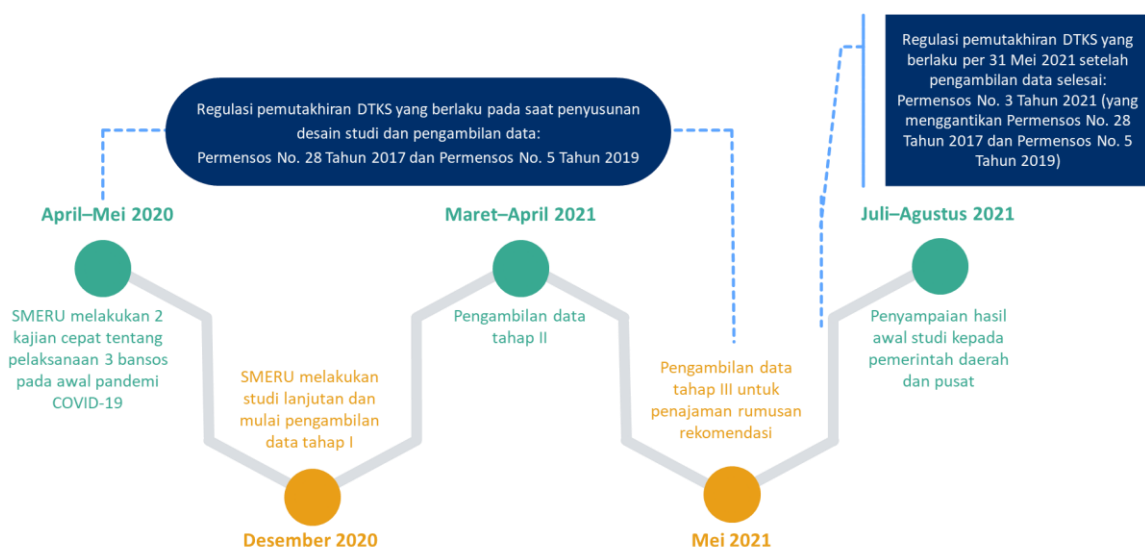 Regulasi pemutakhiran DTKS yang berlaku pada saat penyusunan
desain studi dan pengambilan data:
Permensos No. 28 Tahun 2017 dan Permensos No. 5 Tahun 2019
Regulasi pemutakhiran DTKS yang
berlaku per 31 Mei 2021 setelah
pengambilan data selesai:
Permensos No. 3 Tahun 2021 (yang
menggantikan Permensos No. 28
Tahun 2017 dan Permensos No. 5
Tahun 2019)
April–Mei 2020
SMERU melakukan 2
kajian cepat tentang
pelaksanaan 3 bansos
pada awal pandemi
COVID-19
SMERU melakukan
studi lanjutan dan
mulai pengambilan
data tahap I
Desember 2020
Maret–April 2021
Pengambilan data
tahap II
Pengambilan data
tahap III untuk
penajaman rumusan
rekomendasi
Mei 2021
Juli–Agustus 2021
Penyampaian hasil
awal studi kepada
pemerintah daerah
dan pusat